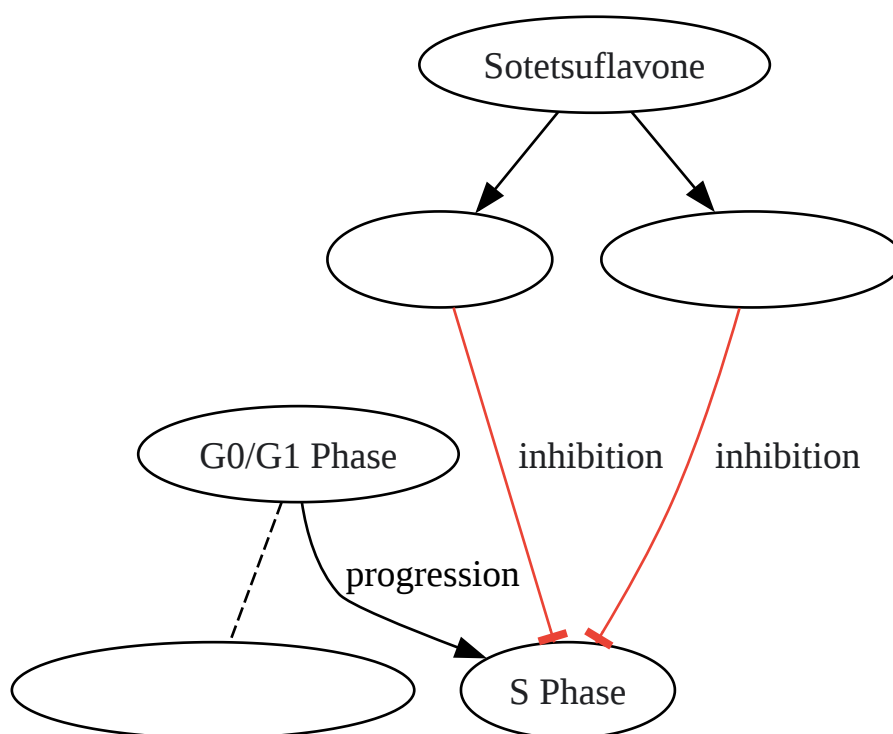 Sotetsuflavone
G0/G1 Phase
inhibition
inhibition
progression
S Phase